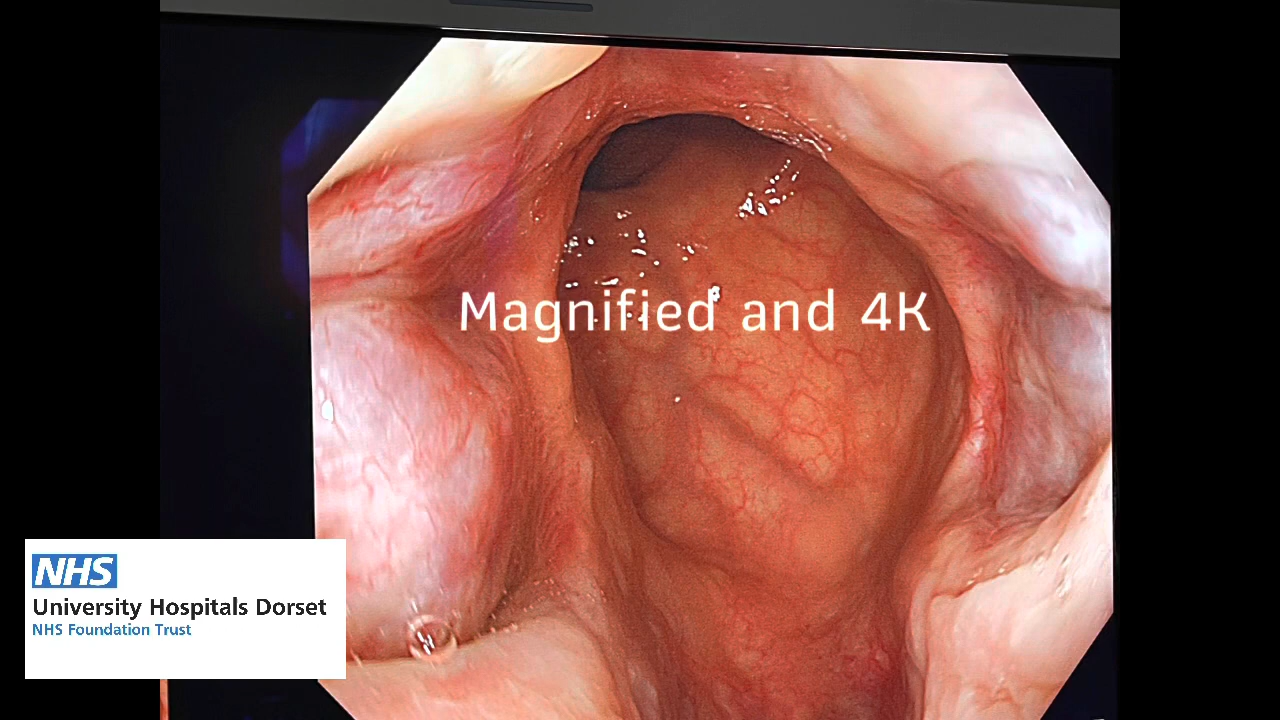 Magnified and 4K
NHS
University Hospitals Dorset
NHS Foundation Trust